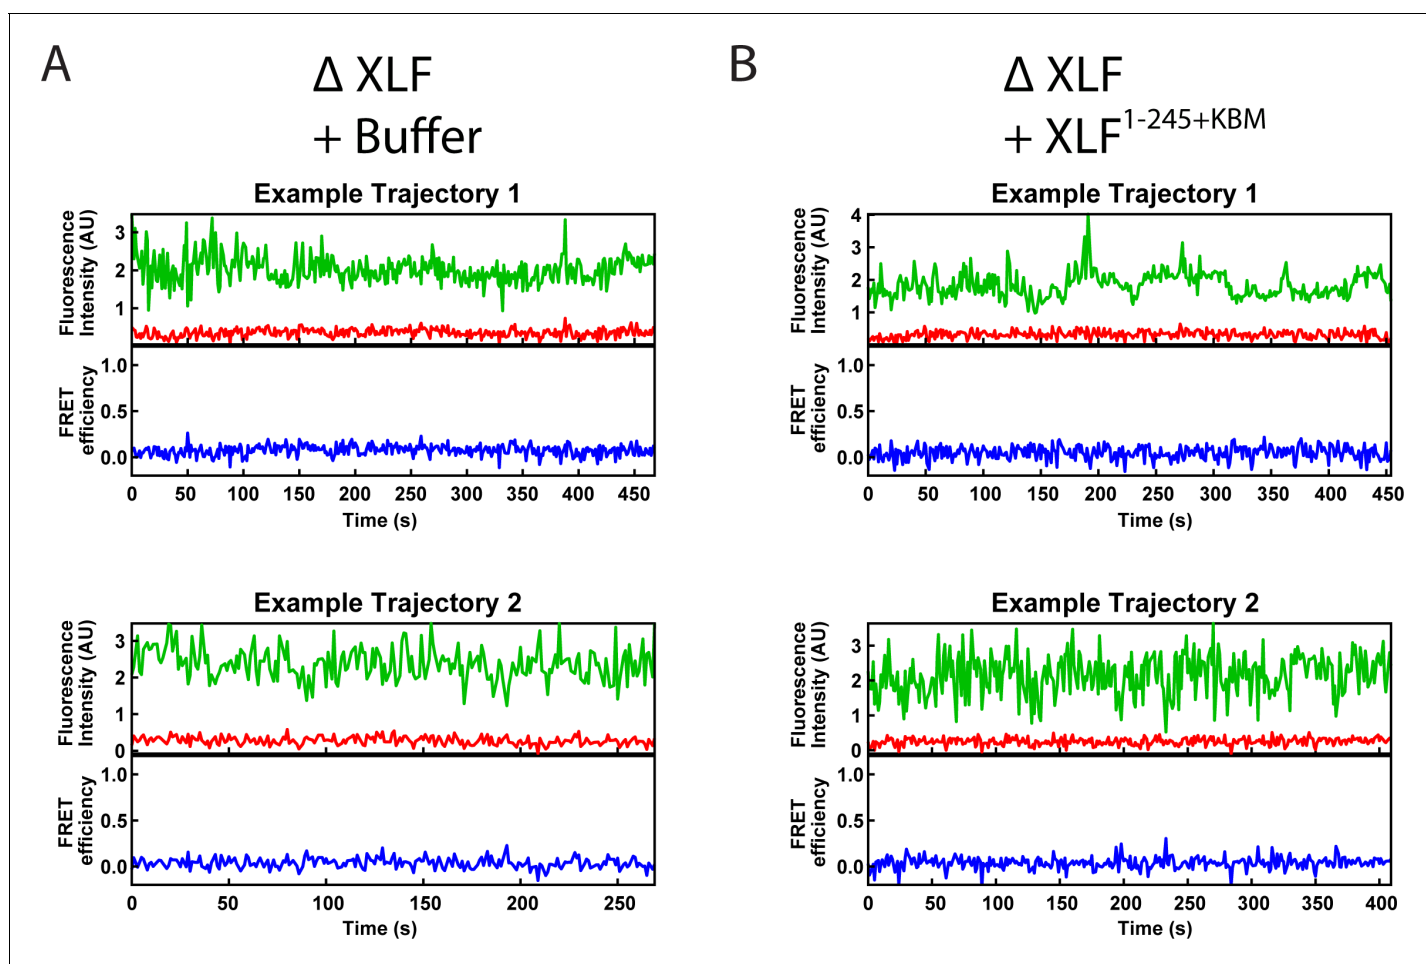 A
Δ XLF
+ Buffer
Example Trajectory 1
Fluorescence
Intensity (AU)
3
2
1
FRET
efficiency
1.0
0.5
0.0
0 50 100 150 200 250 300 350 400 450
Time (s)
Example Trajectory 2
Fluorescence
Intensity (AU)
3
2
1
0
FRET
efficiency
1.0
0.5
0.0
0 50 100 150 200 250
Time (s)
B
Δ XLF
+ XLF1-245+KBM
Example Trajectory 1
Fluorescence
Intensity (AU)
4
3
2
1
FRET
efficiency
1.0
0.5
0.0
0 50 100 150 200 250 300 350 400 450
Time (s)
Example Trajectory 2
Fluorescence
Intensity (AU)
3
2
1
0
FRET
efficiency
1.0
0.5
0.0
0 50 100 150 200 250 300 350 400
Time (s)